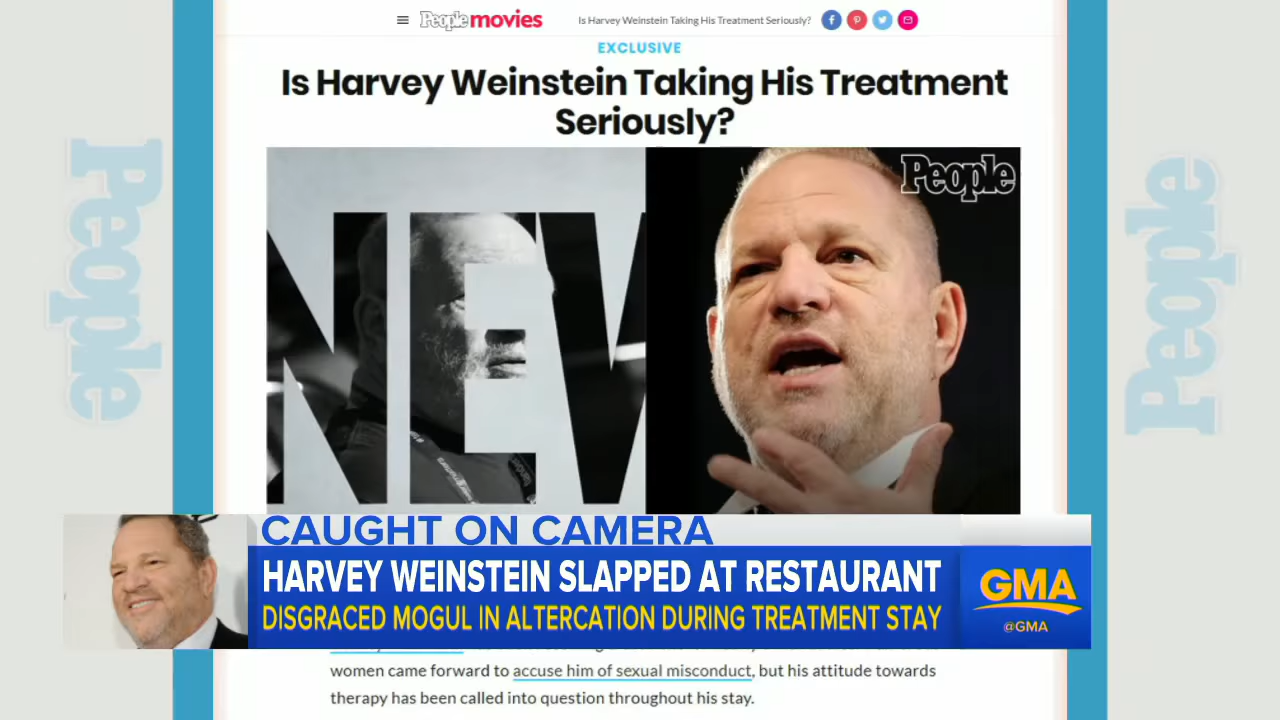 People movies
Is Harvey Weinstein Taking His Treatment Seriously?
EXCLUSIVE
Is Harvey Weinstein Taking His Treatment
Seriously?
People
NEW
People
People
CAUGHT ON CAMERA
HARVEY WEINSTEIN SLAPPED AT RESTAURANT
DISGRACED MOGUL IN ALTERCATION DURING TREATMENT STAY
GMA
@GMA
women came forward to accuse him of sexual misconduct, but his attitude towards
therapy has been called into question throughout his stay.